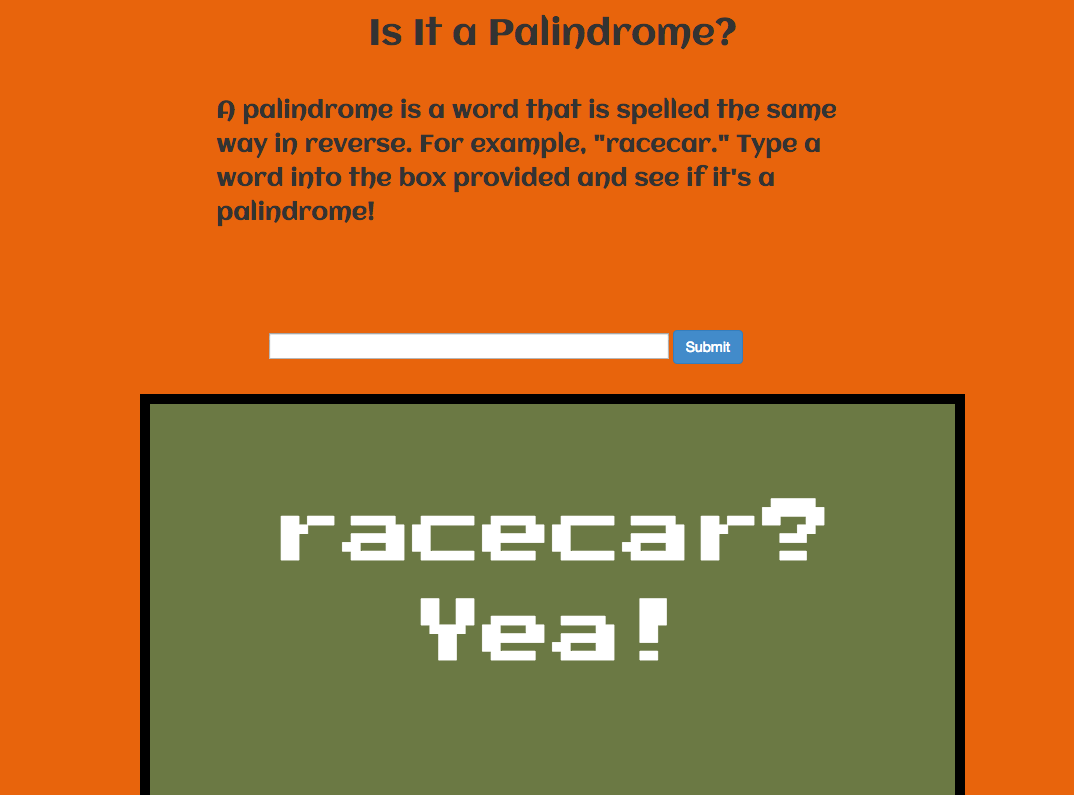 Is It a Palindrome?
A palindrome is a word that is spelled the same
way in reverse. For example, "racecar." Type a
word into the box provided and see if it's a
palindrome!
Submit
racecar?
Yea!